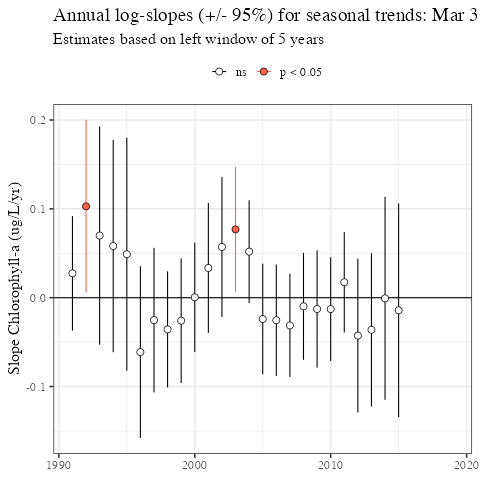 Annual log-slopes (+/- 95%) for seasonal trends: Mar 3
Estimates based on left window of 5 years
ns p < 0.05
Slope Chlorophyll-a (ug/L/yr)
0.2
0.1
0.0
-0.1
1990 2000 2010 2020